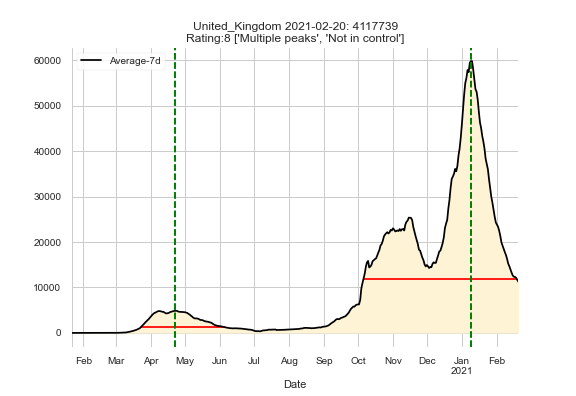 United_Kingdom 2021-02-20: 4117739
Rating:8 ['Multiple peaks', 'Not in control']
Average-7d
60000
50000
40000
30000
20000
10000
0
Feb Mar Apr May Jun Jul Aug Sep Oct Nov Dec Jan Feb
2021
Date